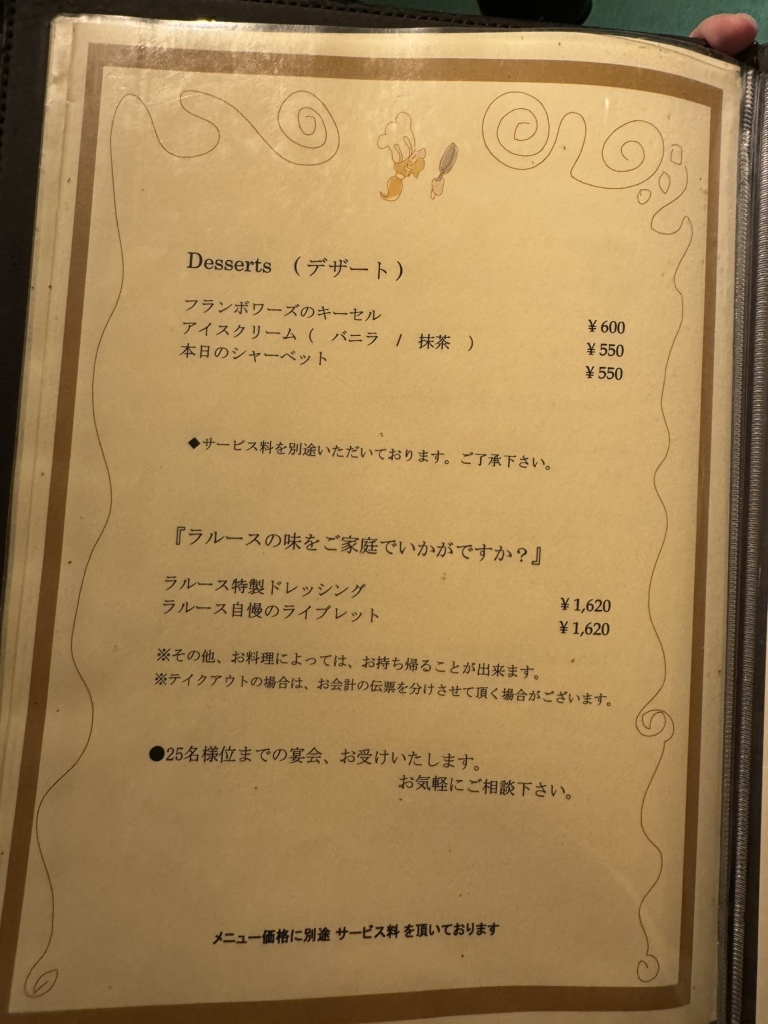 Desserts （デザート）
フランボワーズのキーセル ￥600
アイスクリーム（ バニラ / 抹茶 ） ￥550
本日のシャーベット ￥550
◆サービス料を別途いただいております。ご了承下さい。
『ラルースの味をご家庭でいかがですか？』
ラルース特製ドレッシング ￥1,620
ラルース自慢のライブレット ￥1,620
※その他、お料理によっては、お持ち帰ることが出来ます。
※テイクアウトの場合は、お会計の伝票を分けさせて頂く場合がございます。
●25名様位までの宴会、お受けいたします。
お気軽にご相談下さい。
メニュー価格に別途 サービス料 を頂いております